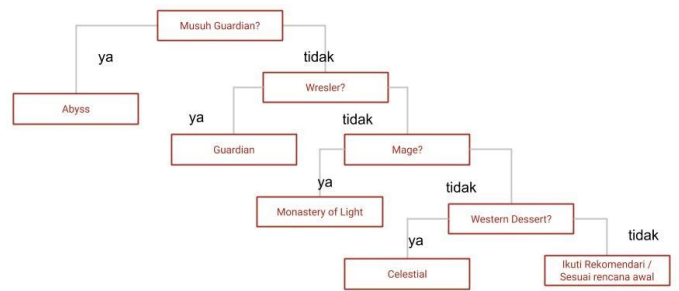 Musuh Guardian?
ya
tidak
Abyss
Wresler?
ya
tidak
Guardian
Mage?
ya
tidak
Monastery of Light
Western Dessert?
ya
tidak
Celestial
Ikuti Rekomendari /
Sesuai rencana awal